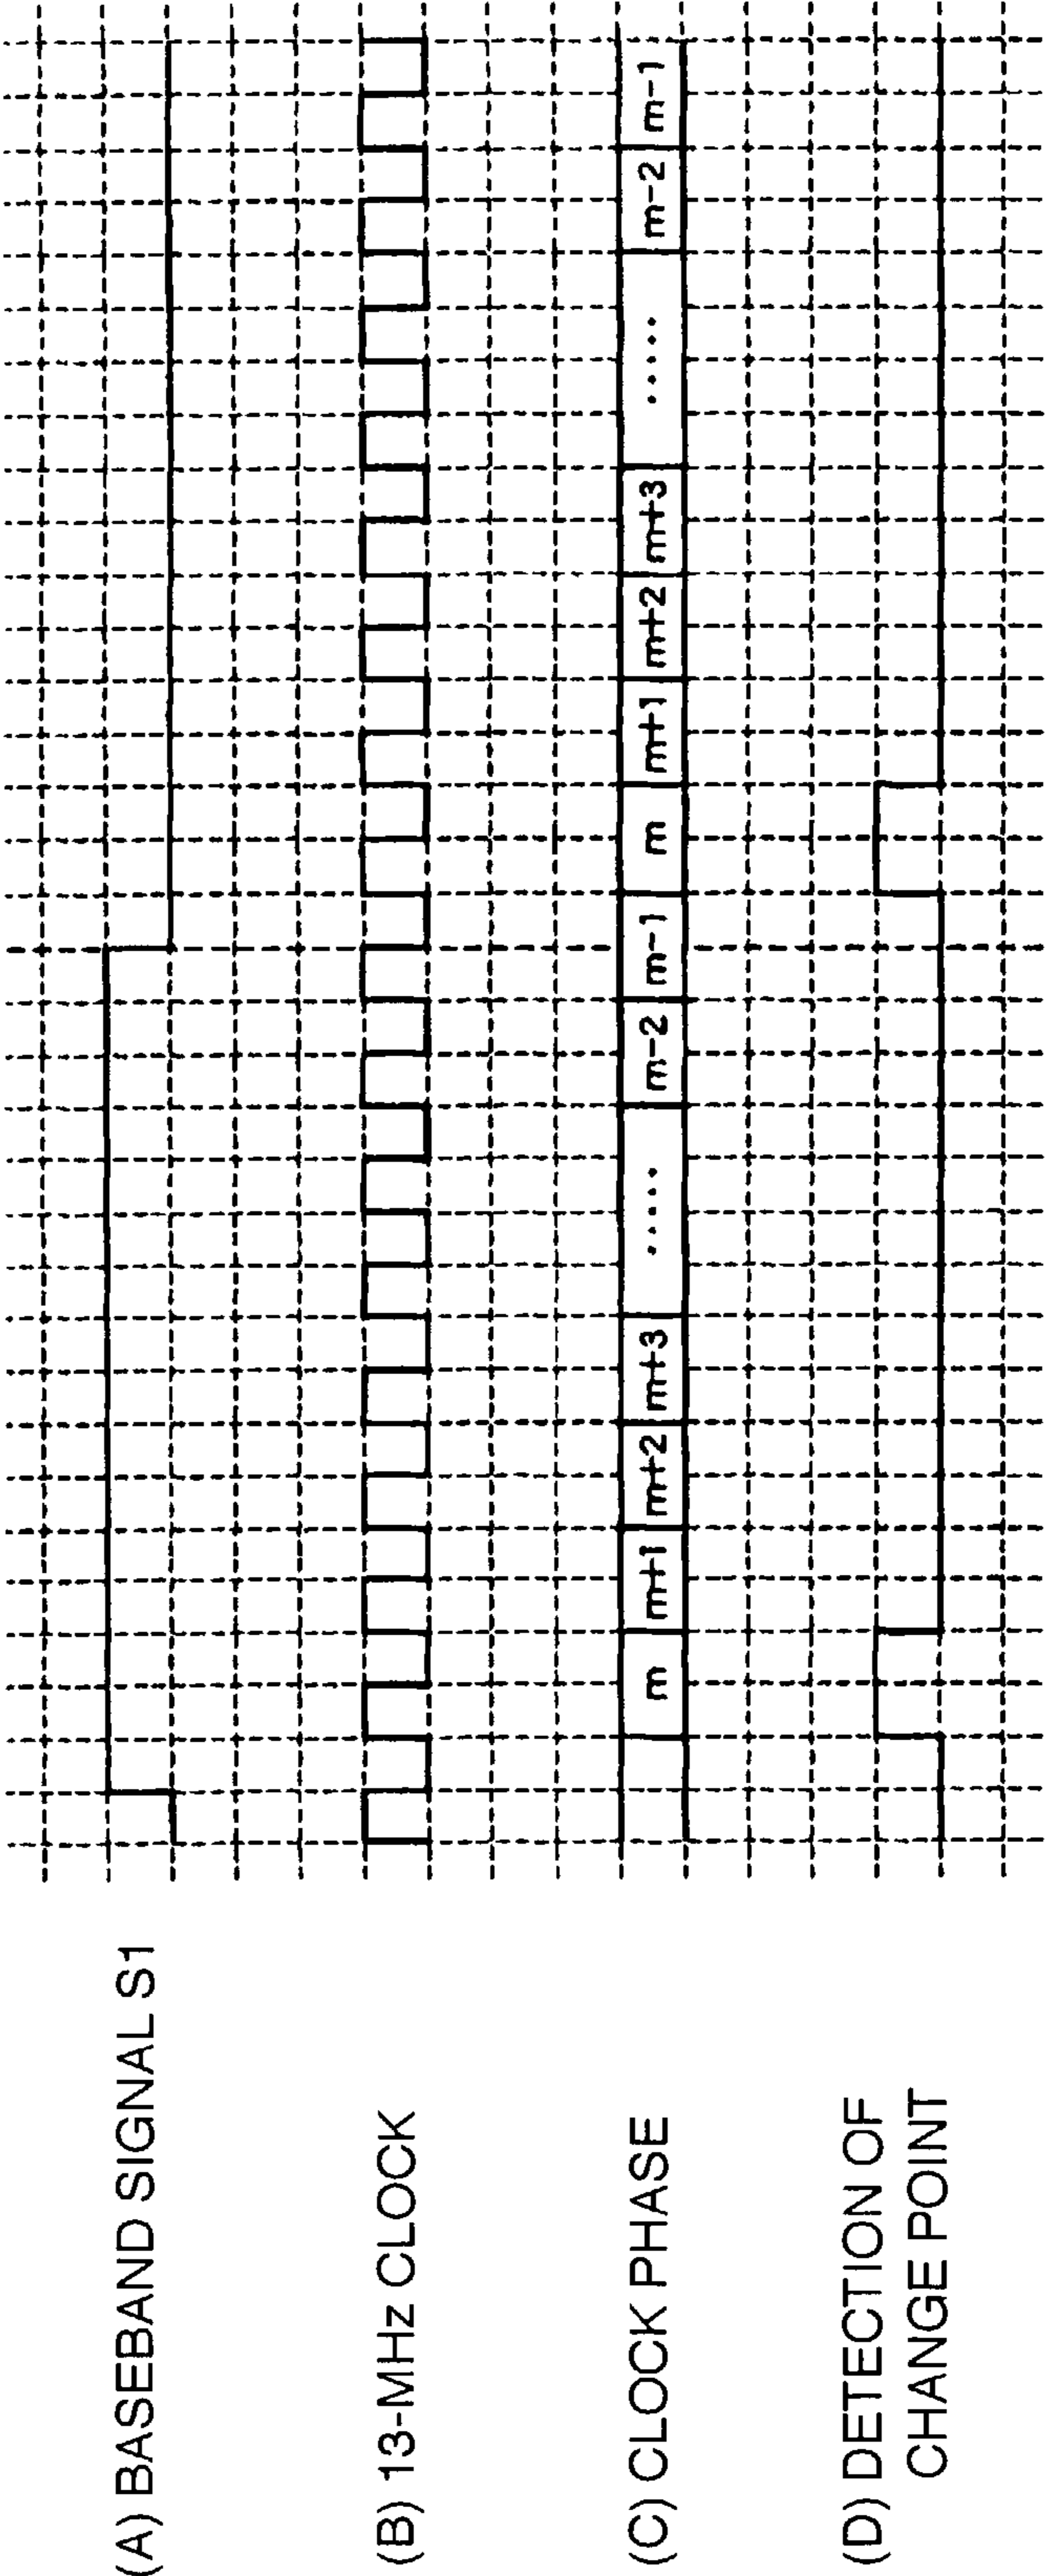 (A) BASEBAND SIGNAL S1
(B) 13-MHz CLOCK
(C) CLOCK PHASE
m m+1 m+2 m+3 ..... m-2 m-1 m m+1 m+2 m+3 ..... m-2 m-1
(D) DETECTION OF
CHANGE POINT